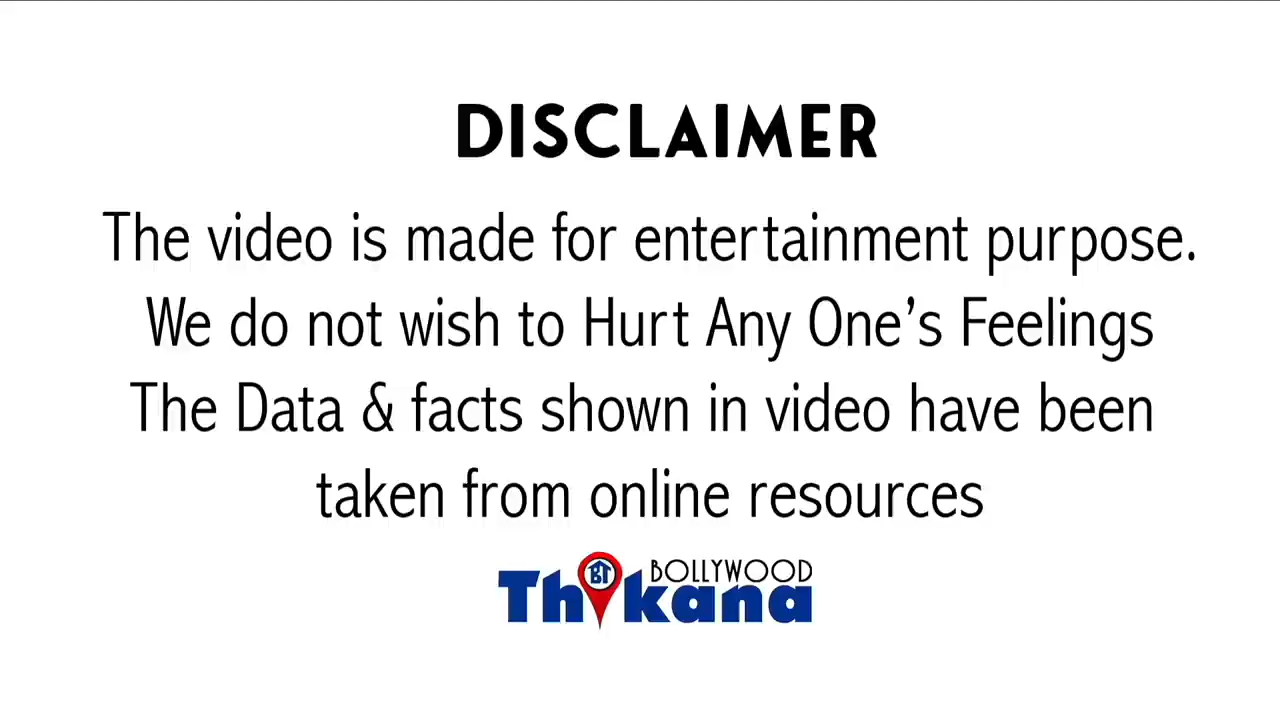 DISCLAIMER
The video is made for entertainment purpose.
We do not wish to Hurt Any One’s Feelings
The Data & facts shown in video have been
taken from online resources
BOLLYWOOD
BT
Thikana